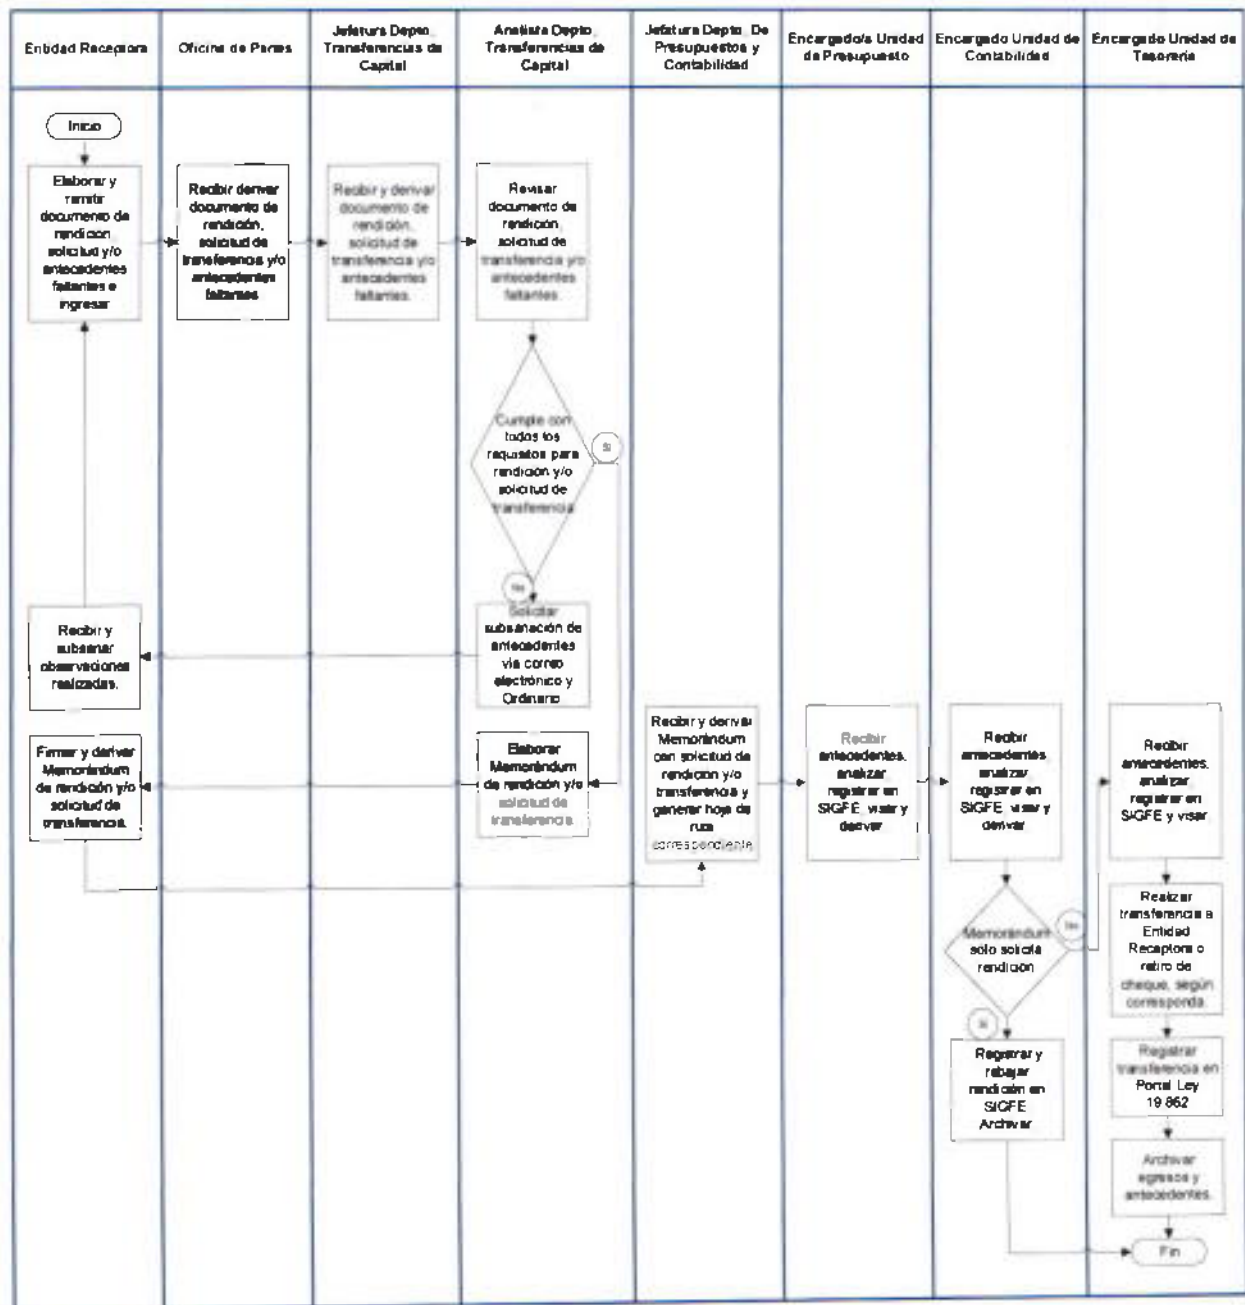 Entidad Receptora
Oficina de Partes
Jefatura Depto.
Transferencias de
Capital
Analista Depto.
Transferencias de
Capital
Jefatura Depto. De
Presupuestos y
Contabilidad
Encargado/a Unidad
de Presupuesto
Encargado Unidad de
Contabilidad
Encargado Unidad de
Tesorería
Inicio
Elaborar y
remitir
documento de
rendición,
solicitud y/o
antecedentes
faltantes e
ingresar
Recibir derivar
documento de
rendición,
solicitud de
transferencia y/o
antecedentes
faltantes
Recibir y derivar
documento de
rendición,
solicitud de
transferencia y/o
antecedentes
faltantes.
Revisar
documento de
rendición,
solicitud de
transferencia y/o
antecedentes
faltantes.
Cumple con
todos los
requisitos para
rendición y/o
solicitud de
transferencia
Si
No
Solicitar
subsanación de
antecedentes
vía correo
electrónico y
Ordinario
Recibir y
subsanar
observaciones
realizadas.
Elaborar
Memorándum
de rendición y/o
solicitud de
transferencia
Firmar y derivar
Memorándum
de rendición y/o
solicitud de
transferencia.
Recibir y derivar
Memorándum
con solicitud de
rendición y/o
transferencia y
generar hoja de
ruta
correspondiente
Recibir
antecedentes,
analizar,
registrar en
SIGFE, visar y
derivar
Recibir
antecedentes,
analizar,
registrar en
SIGFE, visar y
derivar
Memorándum
sólo solicita
rendición
No
Si
Registrar y
rebajar
rendición en
SIGFE
Archivar
Recibir
antecedentes,
analizar,
registrar en
SIGFE y visar
Realizar
transferencia a
Entidad
Receptora o
retiro de
cheque, según
corresponda.
Registrar
transferencia en
Portal Ley
19.862
Archivar
egresos y
antecedentes.
Fin